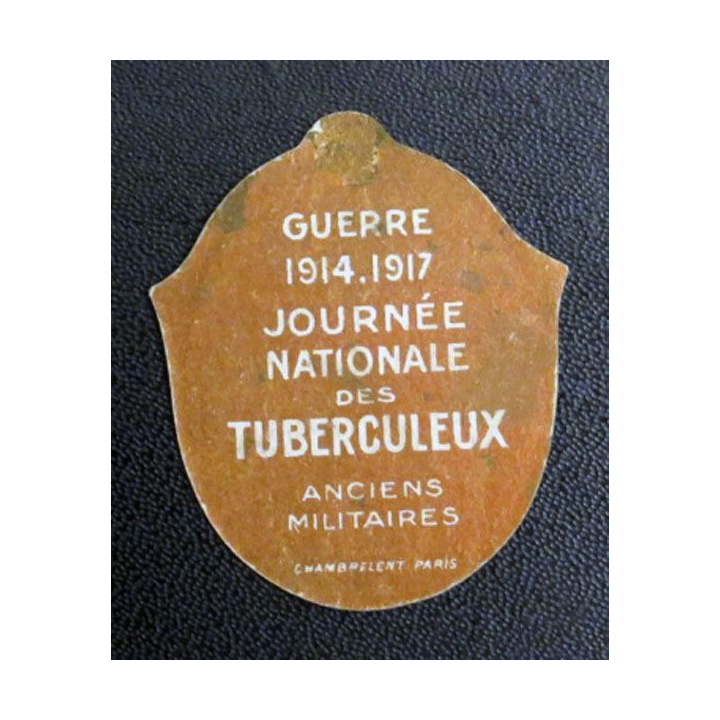 GUERRE
1914.1917
JOURNÉE
NATIONALE
DES
TUBERCULEUX
ANCIENS
MILITAIRES
CHAMBRELENT PARIS